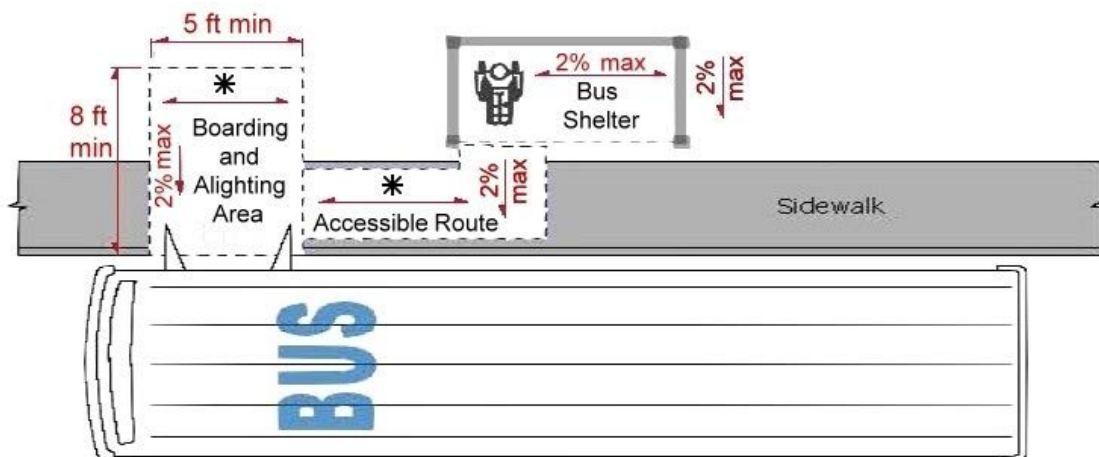 5 ft min
8 ft
min
*
2% max
Boarding
and
Alighting
Area
2% max
Bus
Shelter
2%
max
*
2%
max
Accessible Route
Sidewalk
BUS